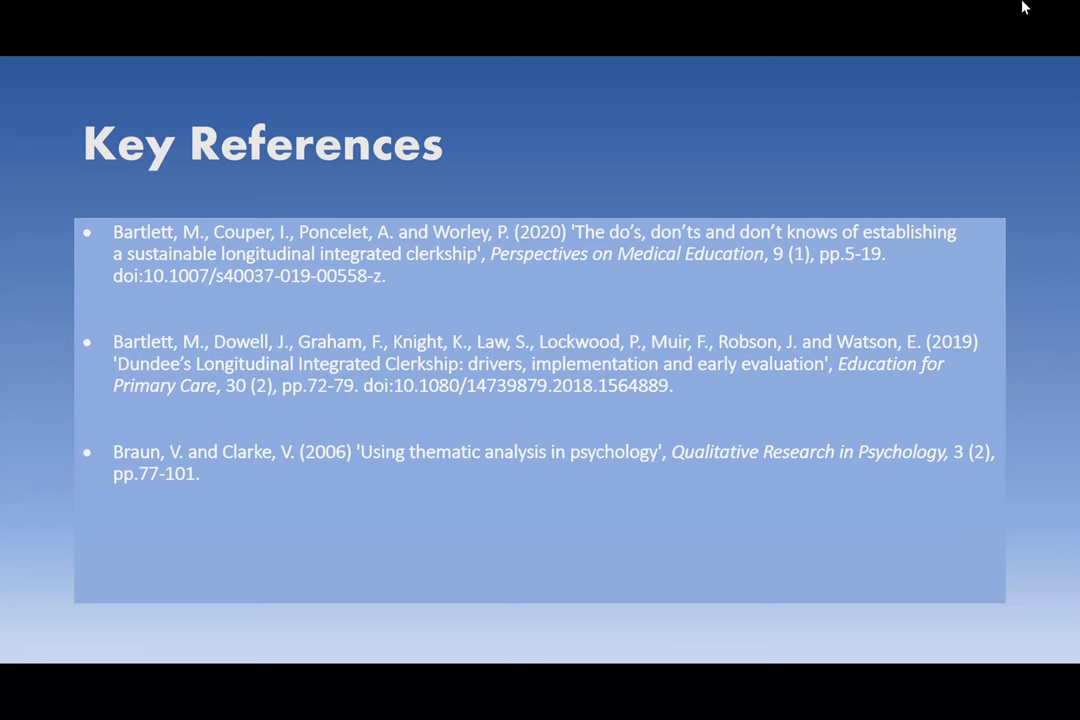 Key References
• Bartlett, M., Couper, I., Poncelet, A. and Worley, P. (2020) 'The do’s, don’ts and don’t knows of establishing
a sustainable longitudinal integrated clerkship', Perspectives on Medical Education, 9 (1), pp.5-19.
doi:10.1007/s40037-019-00558-z.
• Bartlett, M., Dowell, J., Graham, F., Knight, K., Law, S., Lockwood, P., Muir, F., Robson, J. and Watson, E. (2019)
'Dundee’s Longitudinal Integrated Clerkship: drivers, implementation and early evaluation', Education for
Primary Care, 30 (2), pp.72-79. doi:10.1080/14739879.2018.1564889.
• Braun, V. and Clarke, V. (2006) 'Using thematic analysis in psychology', Qualitative Research in Psychology, 3 (2),
pp.77-101.